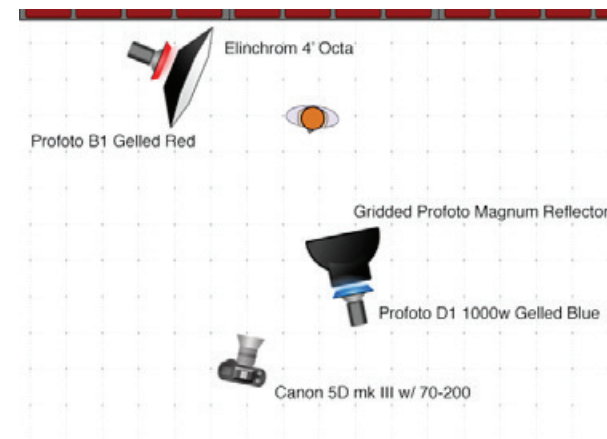 Elinchrom 4' Octa
Profoto B1 Gelled Red
Gridded Profoto Magnum Reflector
Profoto D1 1000w Gelled Blue
Canon 5D mk III w/ 70-200